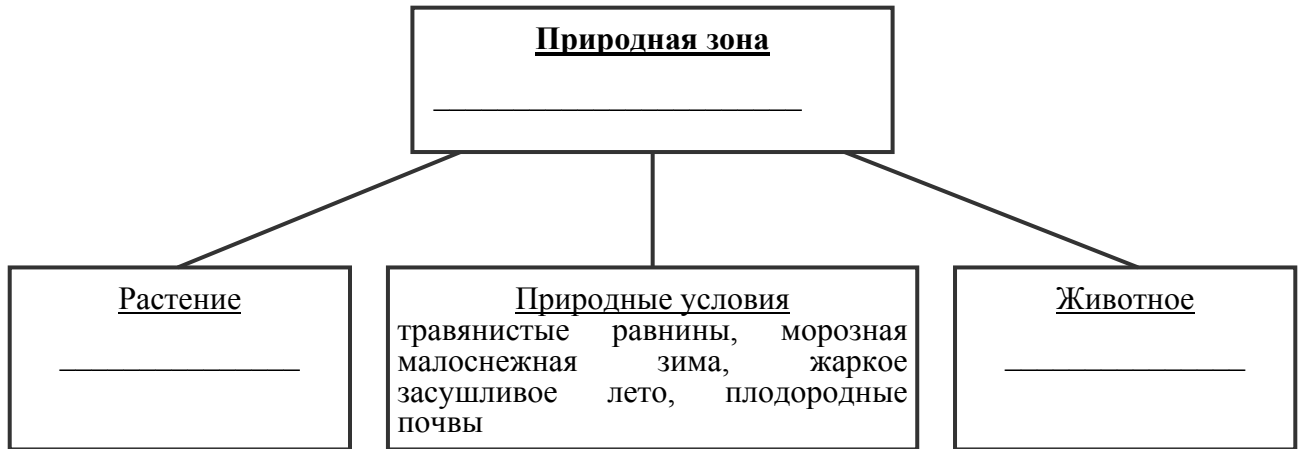 Природная зона
Растение
Природные условия
травянистые равнины, морозная
малоснежная зима, жаркое
засушливое лето, плодородные
почвы
Животное